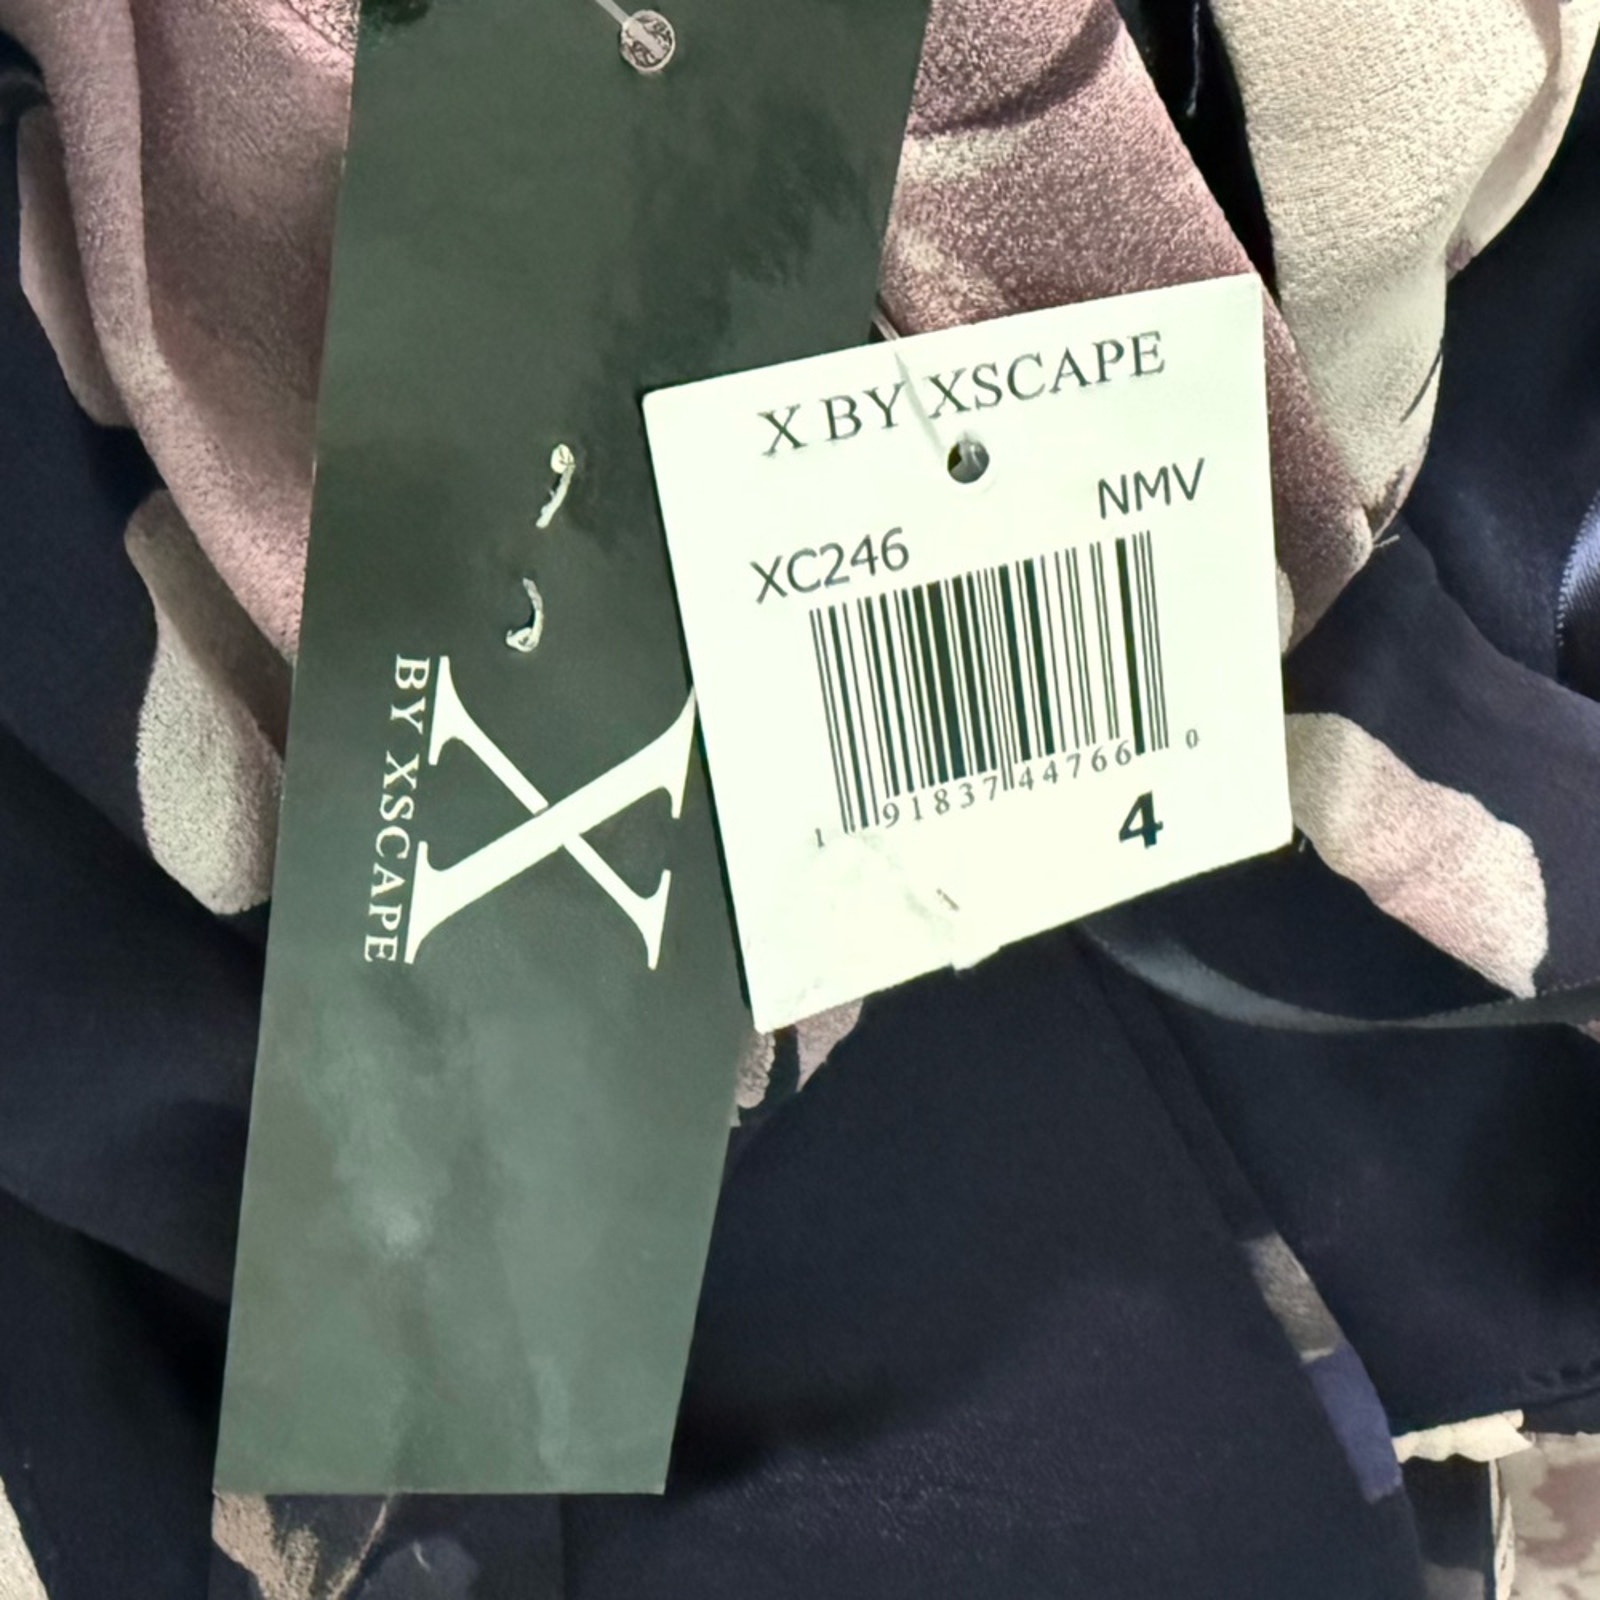 X BY XSCAPE
NMV
XC246
1 91837 44766 0
4
X
BY XSCAPE